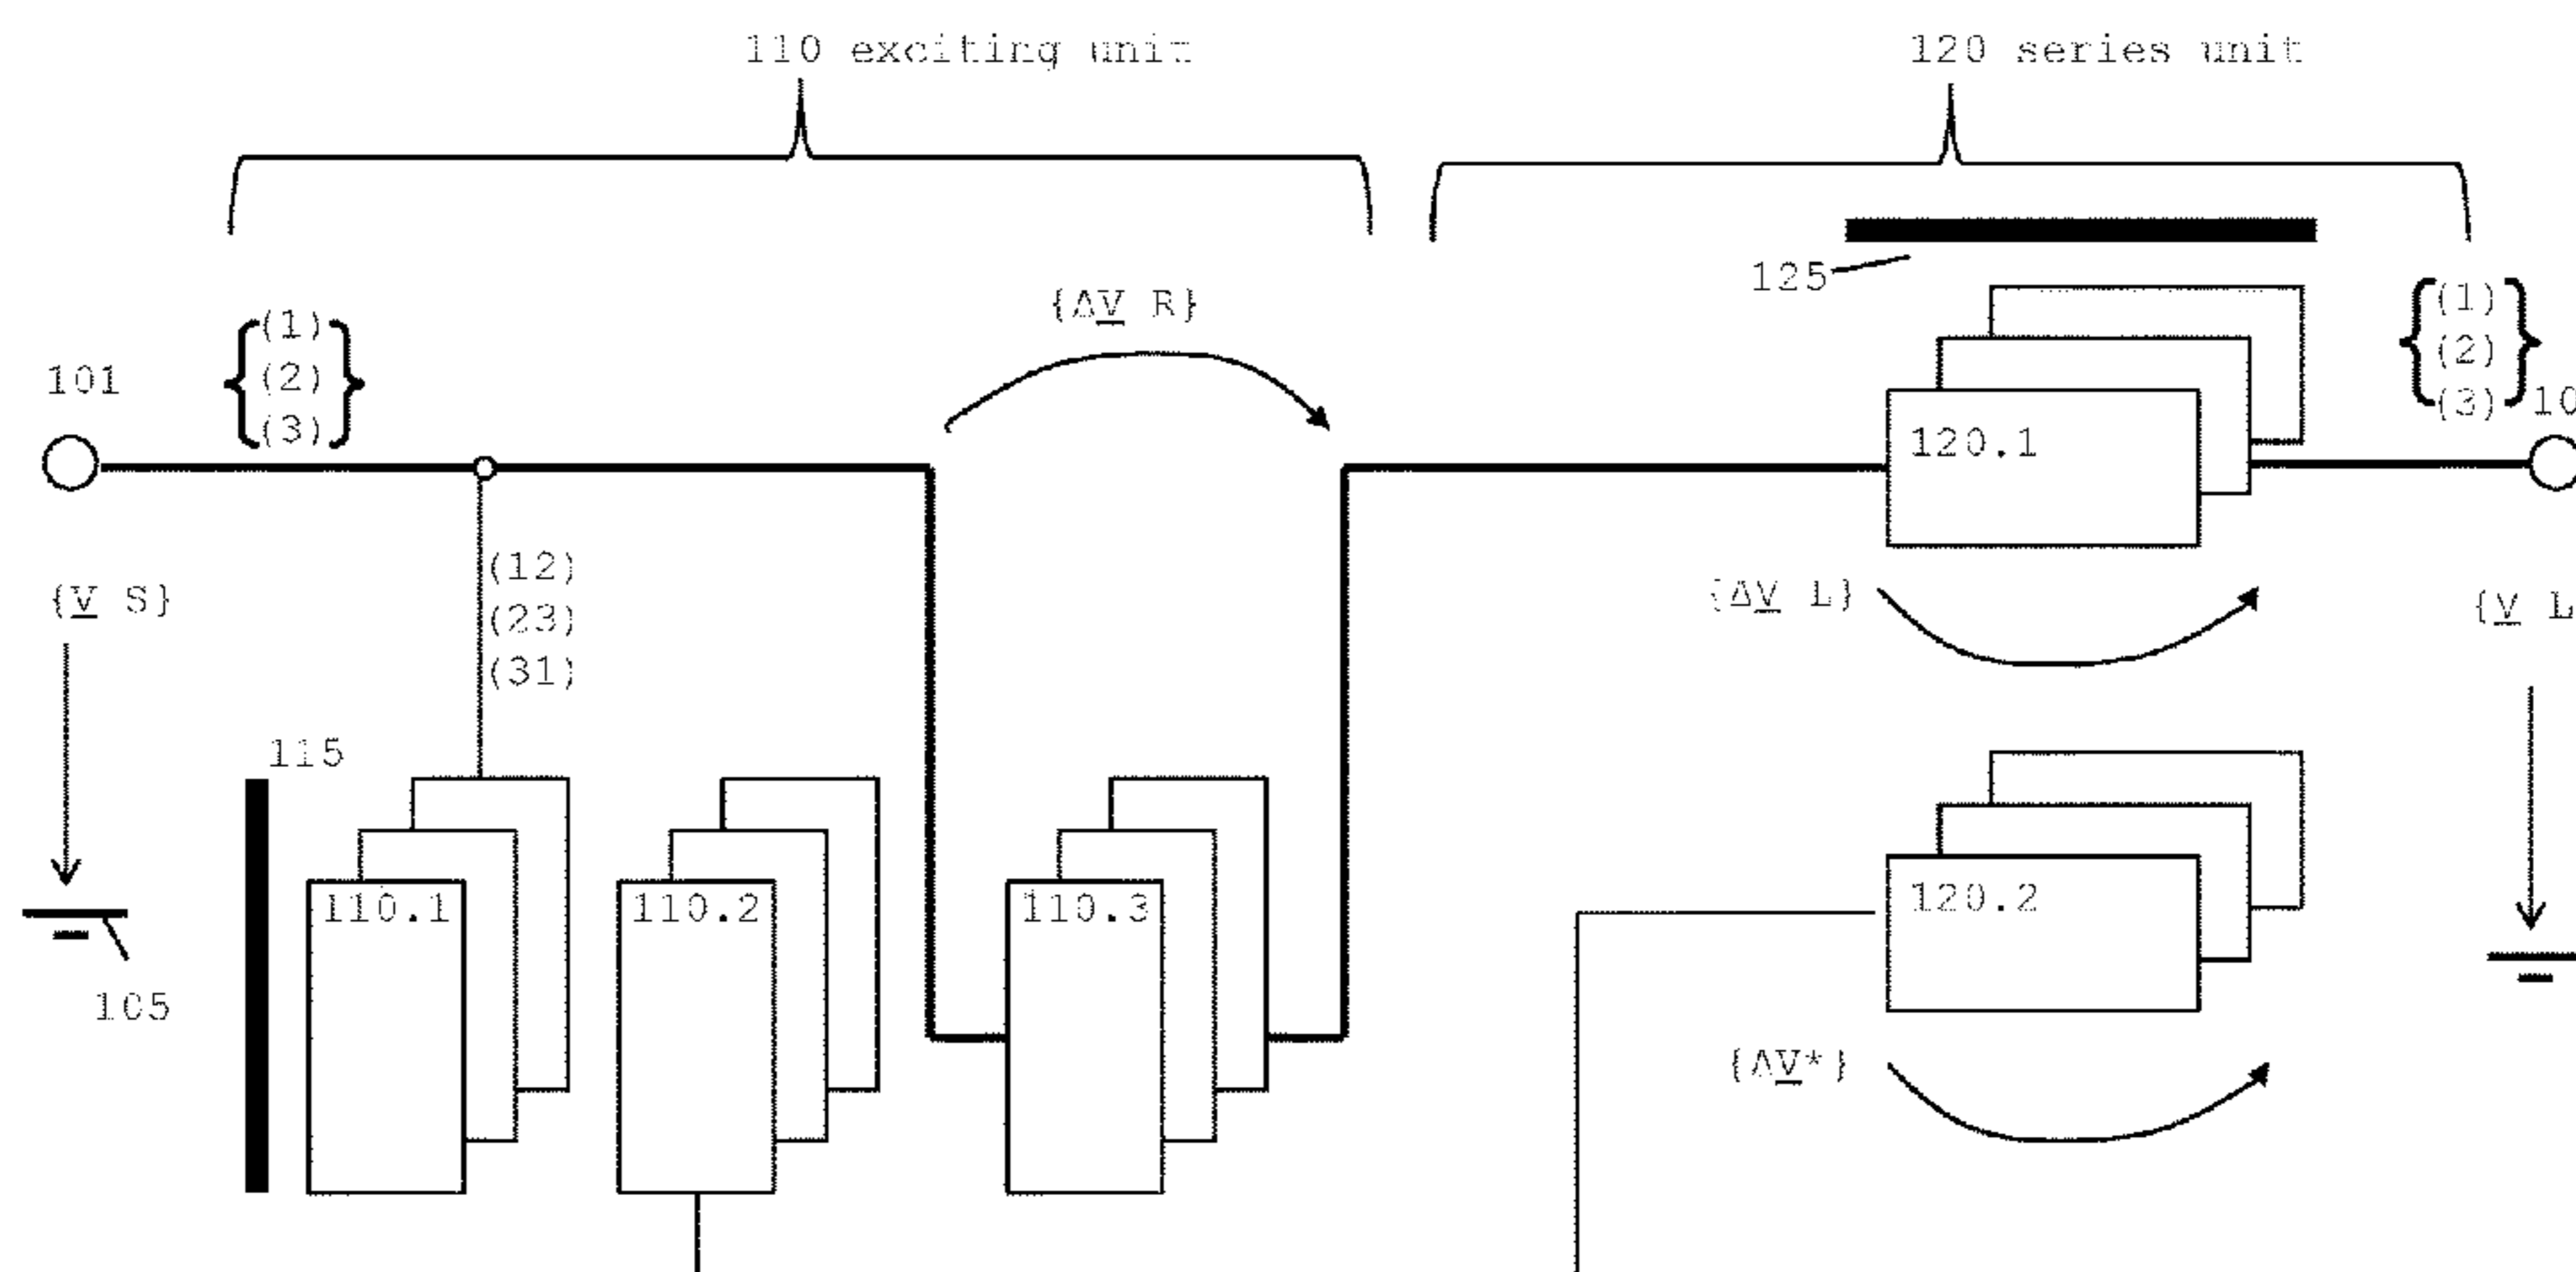 110 exciting unit
120 series unit
125
{ΔV R}
(1)
(2)
(3)
(1)
(2)
(3)
101
10
120.1
(12)
(23)
(31)
{V S}
{ΔV L}
{V L
115
110.1
110.2
110.3
120.2
105
{ΔV*}